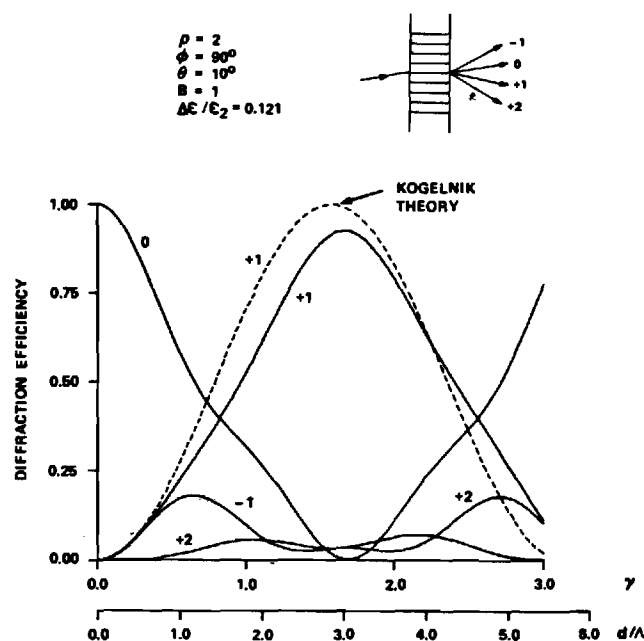 ρ = 2
φ = 90°
θ = 10°
B = 1
Δε/ε₂ = 0.121
-1
0
+1
+2
KOGELNIK
THEORY
DIFFRACTION EFFICIENCY
1.00
0.75
0.50
0.25
0.00
0
+1
+1
-1
+2
+2
0.0 1.0 2.0 3.0 γ
0.0 1.0 2.0 3.0 4.0 5.0 6.0 d/Λ